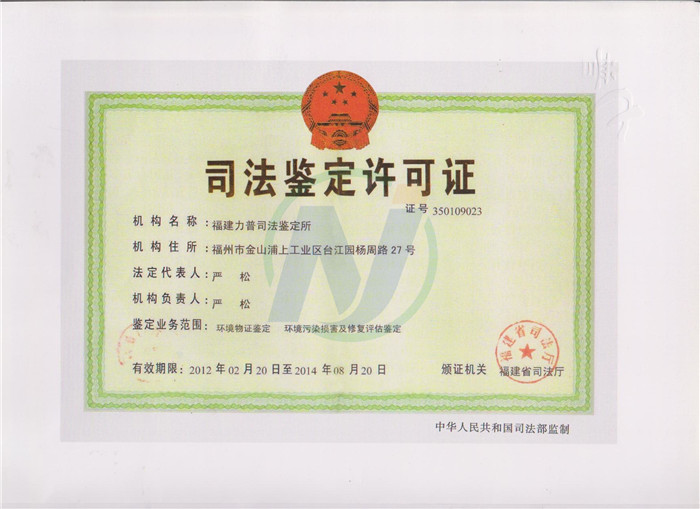 司法鉴定许可证
证号 350109023
机构名称：福建力普司法鉴定所
机构住所：福州市金山浦上工业区台江园杨周路27号
法定代表人：严 松
机构负责人：严 松
鉴定业务范围： 环境物证鉴定 环境污染损害及修复评估鉴定
有效期限：2012年02月20日至2014年08月20日
颁证机关 福建省司法厅
福建省司法厅
中华人民共和国司法部监制